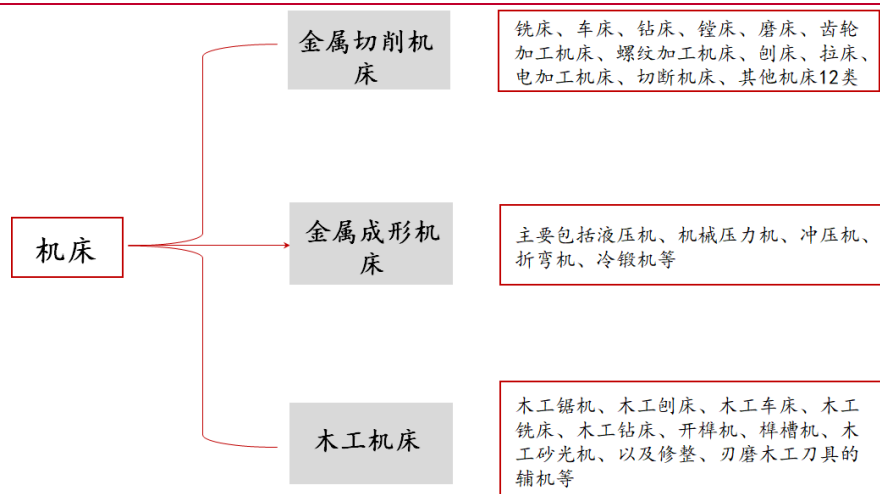 机床
金属切削机
床
铣床、车床、钻床、镗床、磨床、齿轮
加工机床、螺纹加工机床、刨床、拉床、
电加工机床、切断机床、其他机床12类
金属成形机
床
主要包括液压机、机械压力机、冲压机、
折弯机、冷锻机等
木工机床
木工锯机、木工刨床、木工车床、木工
铣床、木工钻床、开榫机、榫槽机、木
工砂光机、以及修整、刃磨木工刀具的
辅机等